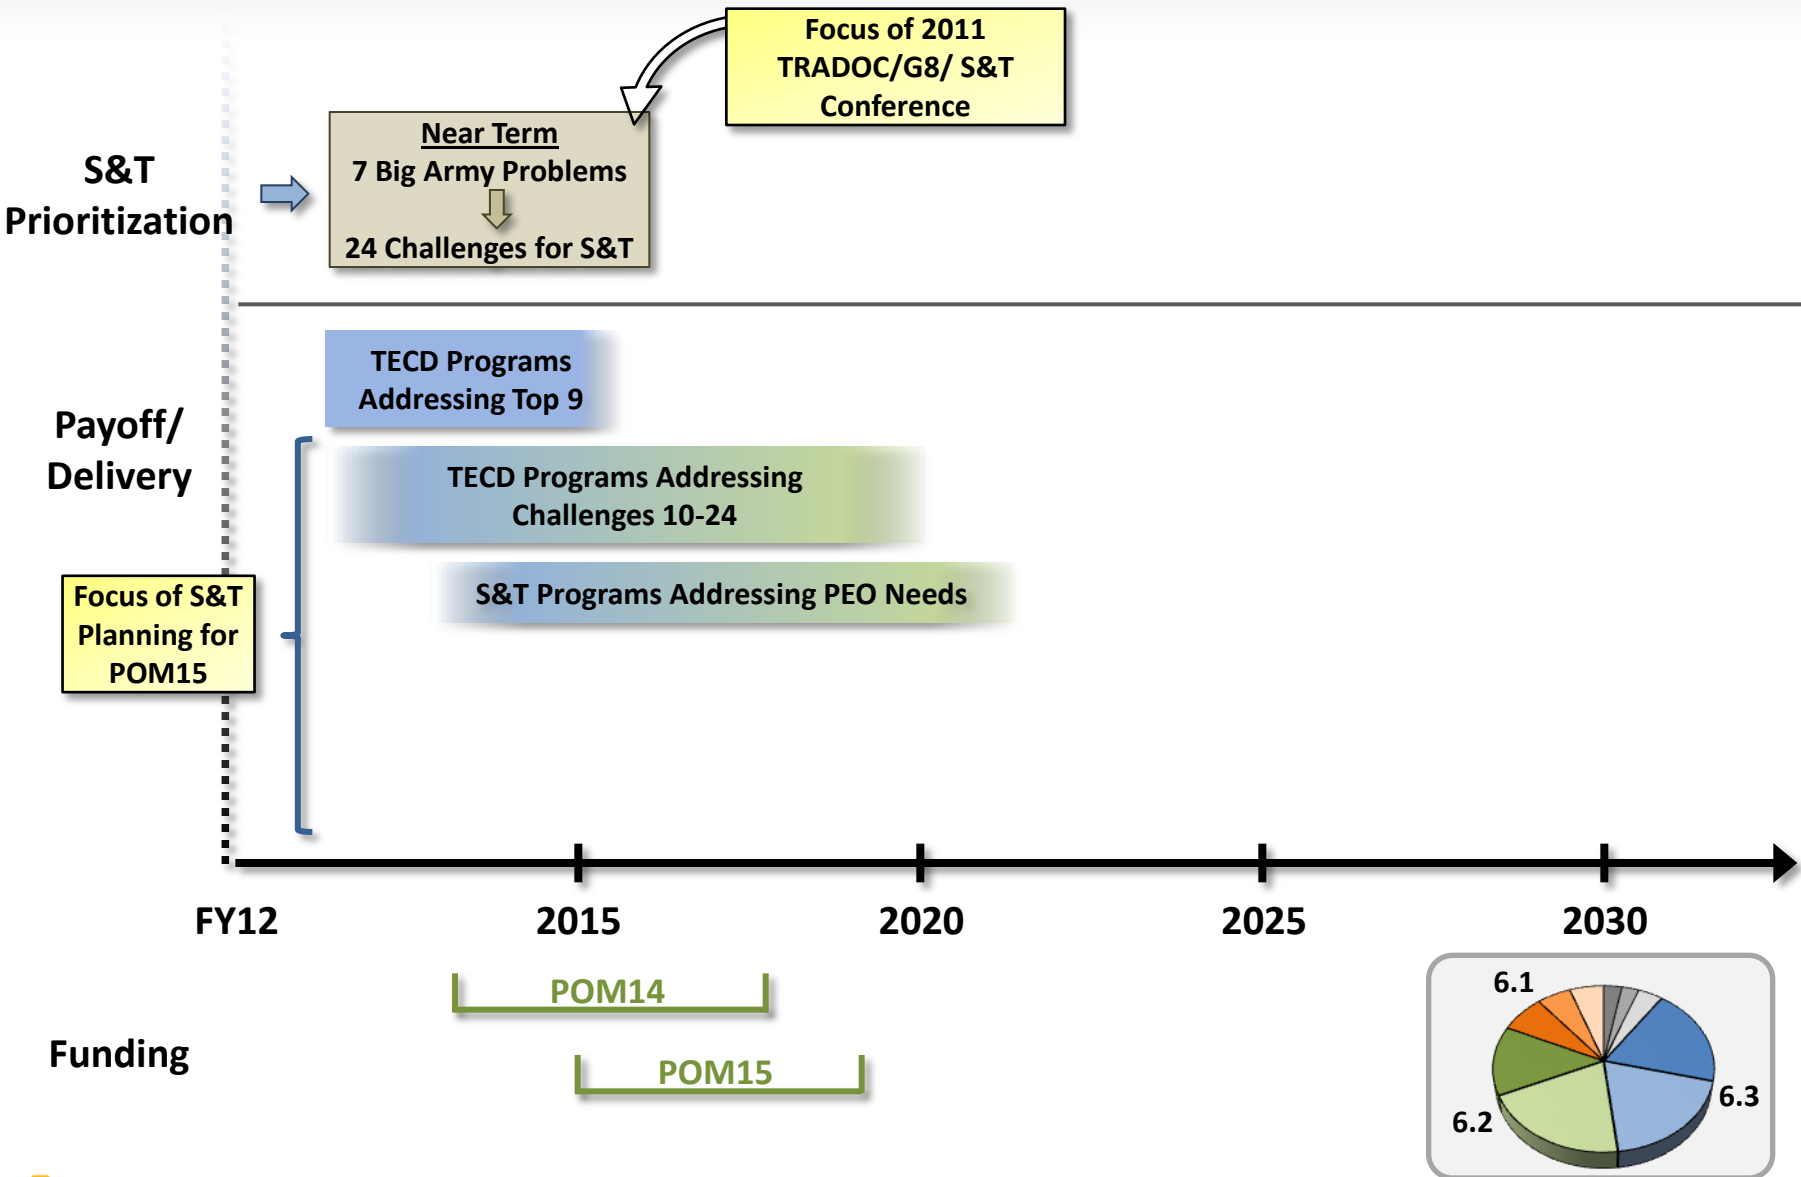 Focus of 2011
TRADOC/G8/ S&T
Conference
S&T
Prioritization
Near Term
7 Big Army Problems
24 Challenges for S&T
Payoff/
Delivery
TECD Programs
Addressing Top 9
TECD Programs Addressing
Challenges 10-24
S&T Programs Addressing PEO Needs
Focus of S&T
Planning for
POM15
FY12
2015
2020
2025
2030
Funding
POM14
POM15
6.1
6.2
6.3